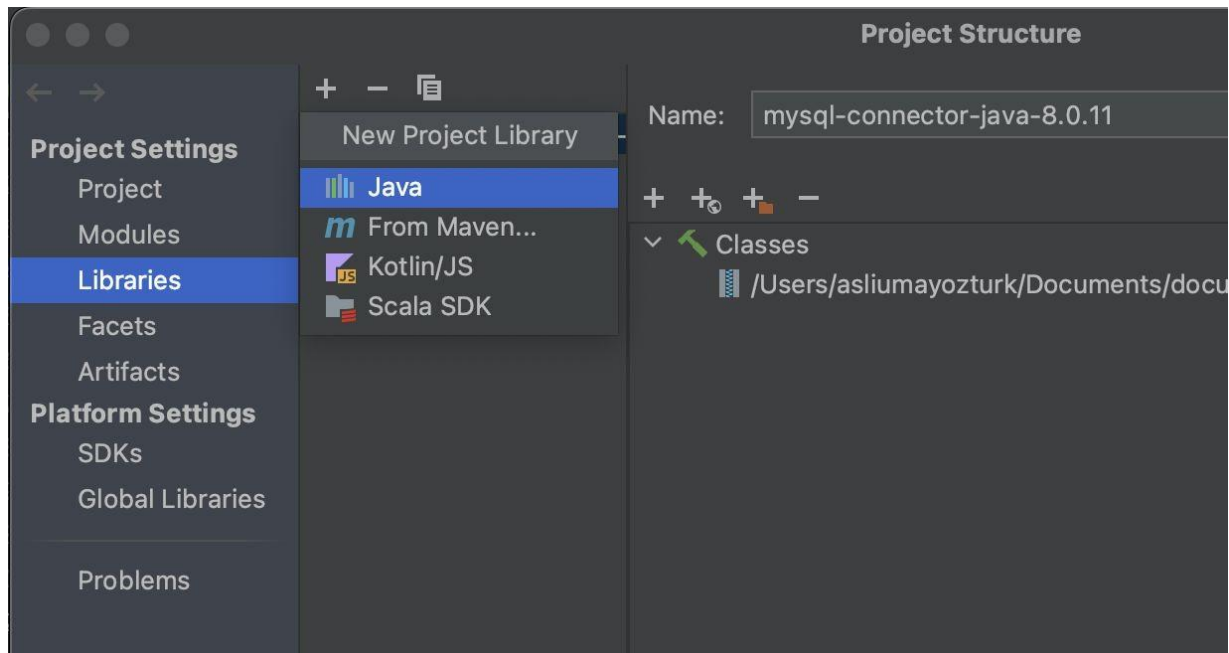 Project Structure
Project Settings
Project
Modules
Libraries
Facets
Artifacts
Platform Settings
SDKs
Global Libraries
Problems
New Project Library
Java
From Maven...
Kotlin/JS
Scala SDK
Name: mysql-connector-java-8.0.11
Classes
/Users/asliumayozturk/Documents/docu